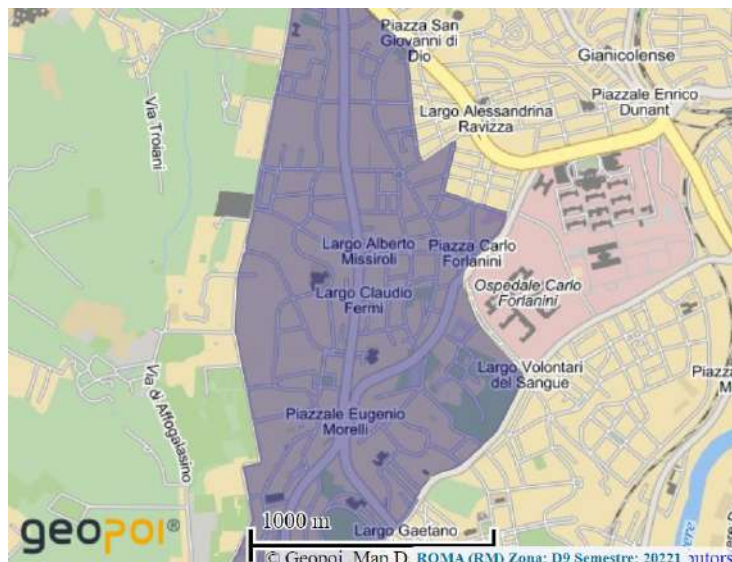 Piazza San
Giovanni di
Dio
Gianicolense
Piazzale Enrico
Dunant
Largo Alessandrina
Ravizza
Via Troiani
Largo Alberto
Missiroli
Piazza Carlo
Forlanini
Largo Claudio
Fermi
Ospedale Carlo
Forlanini
Largo Volontari
del Sangue
Piazza
M
Via di Affogalasino
Piazzale Eugenio
Morelli
geopoi®
1000 m
Largo Gaetano
© Geopoi, Map D
ROMA (RM) Zona: D9 Semestre: 20221
utors